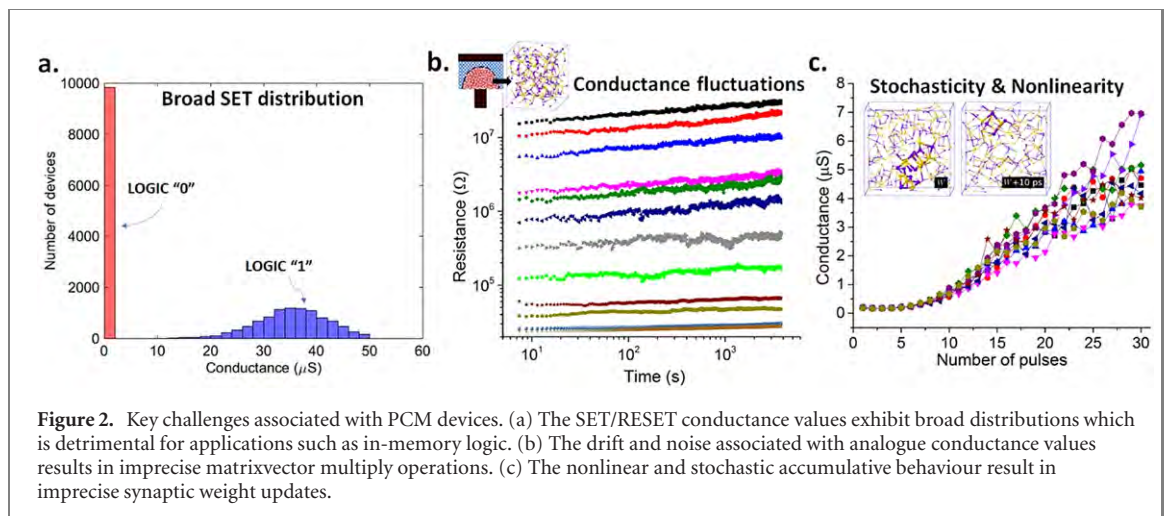 a.
Broad SET distribution
10000
8000
6000
4000
2000
0
Number of devices
LOGIC “0”
LOGIC “1”
0 10 20 30 40 50 60
Conductance (μS)
b.
Conductance fluctuations
10⁷
10⁶
10⁵
Resistance (Ω)
10¹ 10² 10³
Time (s)
c.
Stochasticity & Nonlinearity
8
7
6
5
4
3
2
1
0
Conductance (μS)
+10 ps
0 5 10 15 20 25 30
Number of pulses
Figure 2. Key challenges associated with PCM devices. (a) The SET/RESET conductance values exhibit broad distributions which
is detrimental for applications such as in-memory logic. (b) The drift and noise associated with analogue conductance values
results in imprecise matrixvector multiply operations. (c) The nonlinear and stochastic accumulative behaviour result in
imprecise synaptic weight updates.